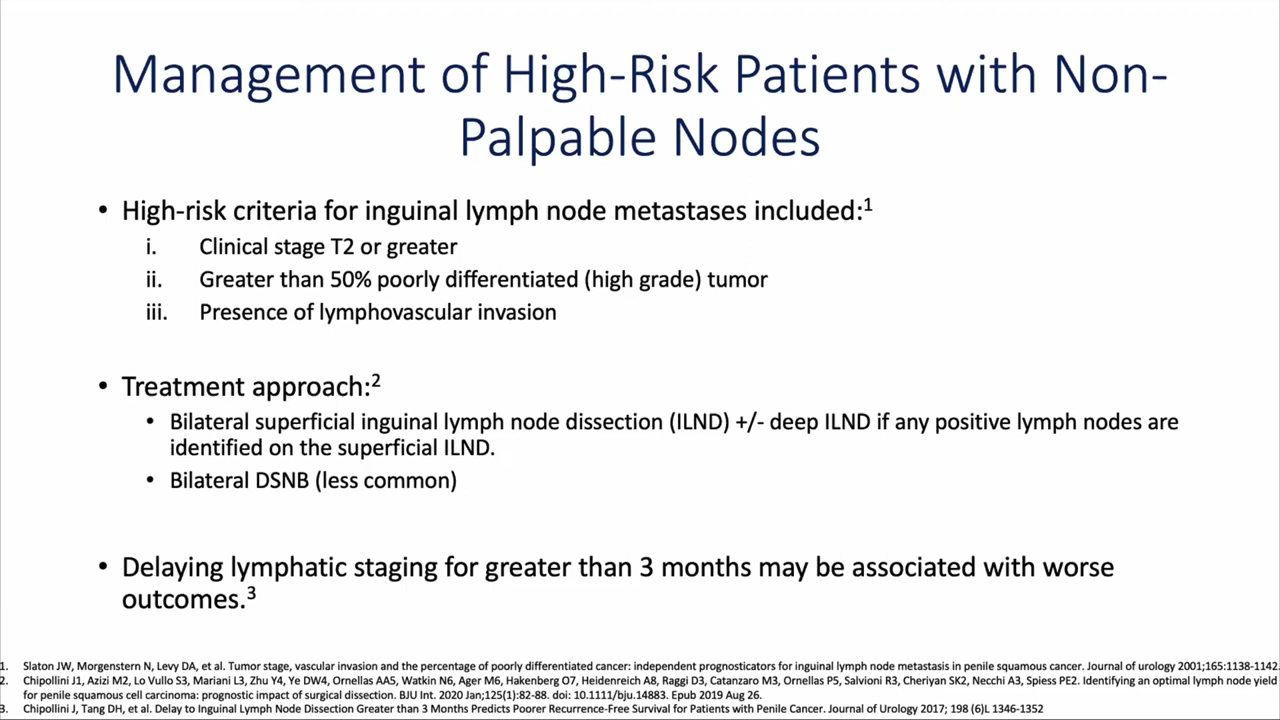 Management of High-Risk Patients with Non-
Palpable Nodes
• High-risk criteria for inguinal lymph node metastases included:1
i. Clinical stage T2 or greater
ii. Greater than 50% poorly differentiated (high grade) tumor
iii. Presence of lymphovascular invasion
• Treatment approach:2
• Bilateral superficial inguinal lymph node dissection (ILND) +/- deep ILND if any positive lymph nodes are
identified on the superficial ILND.
• Bilateral DSNB (less common)
• Delaying lymphatic staging for greater than 3 months may be associated with worse
outcomes.3
1. Slaton JW, Morgenstern N, Levy DA, et al. Tumor stage, vascular invasion and the percentage of poorly differentiated cancer: independent prognosticators for inguinal lymph node metastasis in penile squamous cancer. Journal of urology 2001;165:1138-1142.
2. Chipollini J1, Azizi M2, Lo Vullo S3, Mariani L3, Zhu Y4, Ye DW4, Ornellas AA5, Watkin N6, Ager M6, Hakenberg O7, Heidenreich A8, Raggi D3, Catanzaro M3, Ornellas P5, Salvioni R3, Cheriyan SK2, Necchi A3, Spiess PE2. Identifying an optimal lymph node yield
for penile squamous cell carcinoma: prognostic impact of surgical dissection. BJU Int. 2020 Jan;125(1):82-88. doi: 10.1111/bju.14883. Epub 2019 Aug 26.
3. Chipollini J, Tang DH, et al. Delay to Inguinal Lymph Node Dissection Greater than 3 Months Predicts Poorer Recurrence-Free Survival for Patients with Penile Cancer. Journal of Urology 2017; 198 (6)L 1346-1352